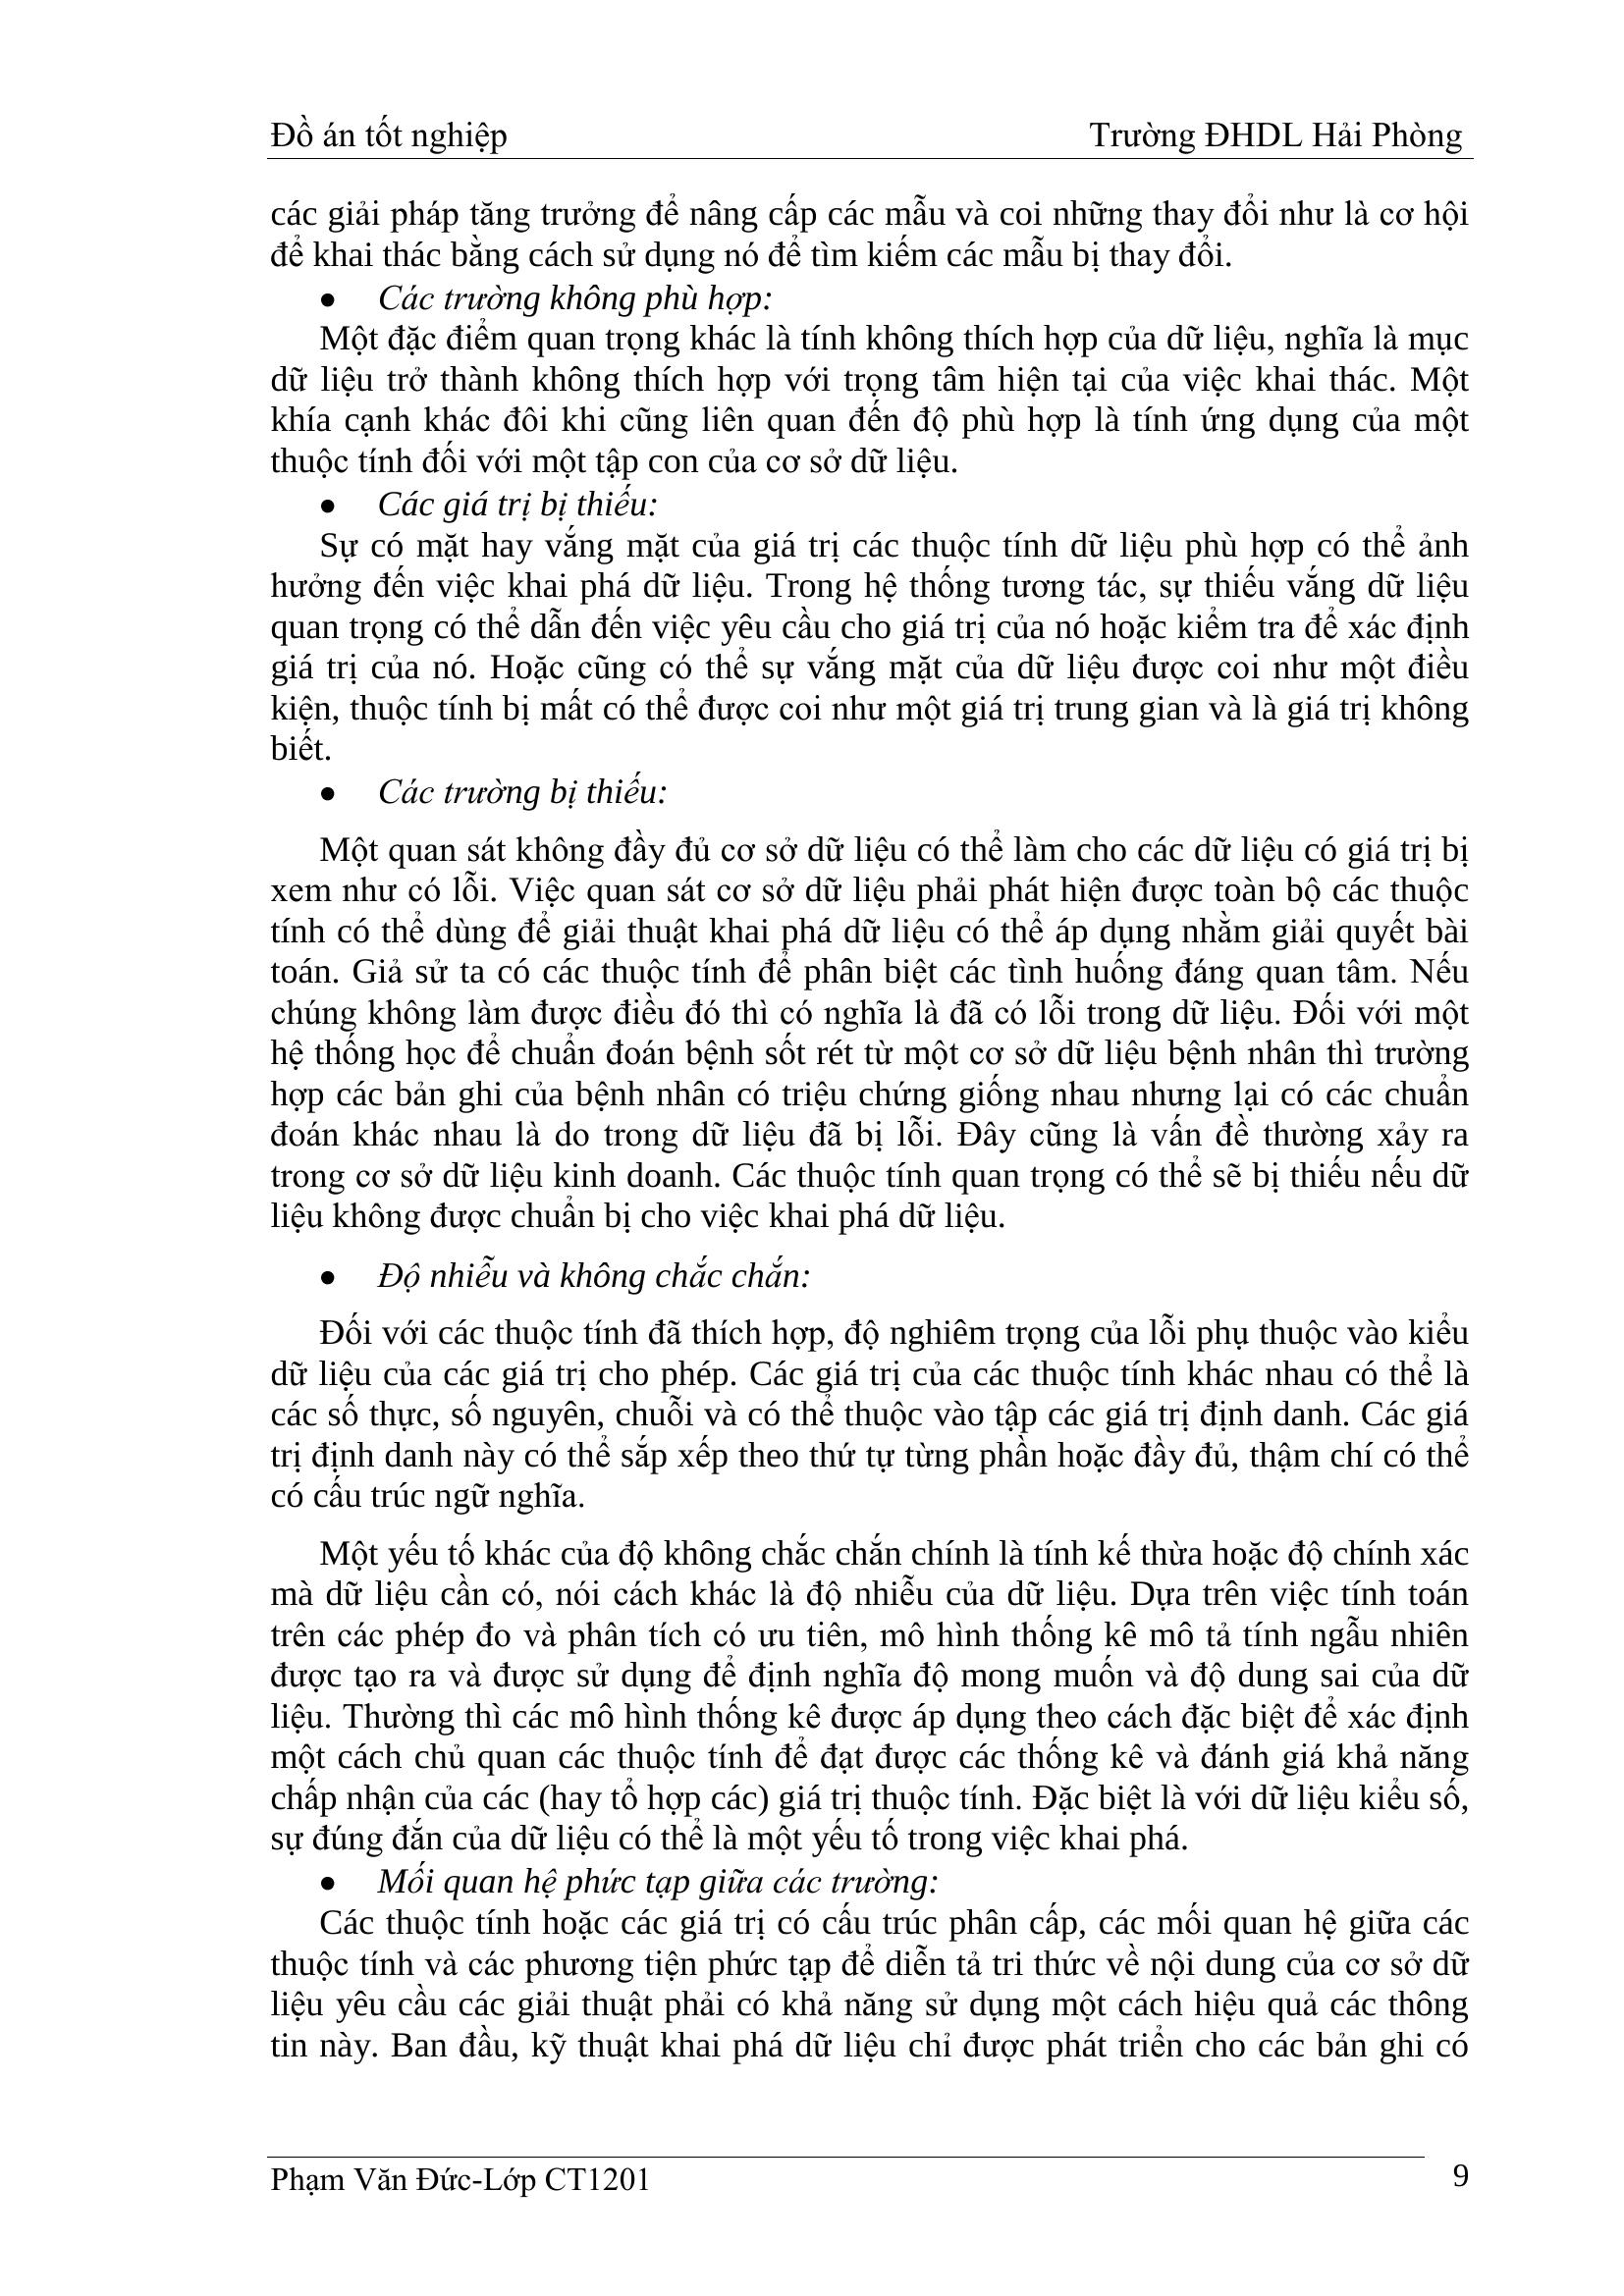 Đồ án tốt nghiệp Trường ĐHDL Hải Phòng
các giải pháp tăng trưởng để nâng cấp các mẫu và coi những thay đổi như là cơ hội
để khai thác bằng cách sử dụng nó để tìm kiếm các mẫu bị thay đổi.
• Các trường không phù hợp:
Một đặc điểm quan trọng khác là tính không thích hợp của dữ liệu, nghĩa là mục
dữ liệu trở thành không thích hợp với trọng tâm hiện tại của việc khai thác. Một
khía cạnh khác đôi khi cũng liên quan đến độ phù hợp là tính ứng dụng của một
thuộc tính đối với một tập con của cơ sở dữ liệu.
• Các giá trị bị thiếu:
Sự có mặt hay vắng mặt của giá trị các thuộc tính dữ liệu phù hợp có thể ảnh
hưởng đến việc khai phá dữ liệu. Trong hệ thống tương tác, sự thiếu vắng dữ liệu
quan trọng có thể dẫn đến việc yêu cầu cho giá trị của nó hoặc kiểm tra để xác định
giá trị của nó. Hoặc cũng có thể sự vắng mặt của dữ liệu được coi như một điều
kiện, thuộc tính bị mất có thể được coi như một giá trị trung gian và là giá trị không
biết.
• Các trường bị thiếu:
Một quan sát không đầy đủ cơ sở dữ liệu có thể làm cho các dữ liệu có giá trị bị
xem như có lỗi. Việc quan sát cơ sở dữ liệu phải phát hiện được toàn bộ các thuộc
tính có thể dùng để giải thuật khai phá dữ liệu có thể áp dụng nhằm giải quyết bài
toán. Giả sử ta có các thuộc tính để phân biệt các tình huống đáng quan tâm. Nếu
chúng không làm được điều đó thì có nghĩa là đã có lỗi trong dữ liệu. Đối với một
hệ thống học để chuẩn đoán bệnh sốt rét từ một cơ sở dữ liệu bệnh nhân thì trường
hợp các bản ghi của bệnh nhân có triệu chứng giống nhau nhưng lại có các chuẩn
đoán khác nhau là do trong dữ liệu đã bị lỗi. Đây cũng là vấn đề thường xảy ra
trong cơ sở dữ liệu kinh doanh. Các thuộc tính quan trọng có thể sẽ bị thiếu nếu dữ
liệu không được chuẩn bị cho việc khai phá dữ liệu.
• Độ nhiễu và không chắc chắn:
Đối với các thuộc tính đã thích hợp, độ nghiêm trọng của lỗi phụ thuộc vào kiểu
dữ liệu của các giá trị cho phép. Các giá trị của các thuộc tính khác nhau có thể là
các số thực, số nguyên, chuỗi và có thể thuộc vào tập các giá trị định danh. Các giá
trị định danh này có thể sắp xếp theo thứ tự từng phần hoặc đầy đủ, thậm chí có thể
có cấu trúc ngữ nghĩa.
Một yếu tố khác của độ không chắc chắn chính là tính kế thừa hoặc độ chính xác
mà dữ liệu cần có, nói cách khác là độ nhiễu của dữ liệu. Dựa trên việc tính toán
trên các phép đo và phân tích có ưu tiên, mô hình thống kê mô tả tính ngẫu nhiên
được tạo ra và được sử dụng để định nghĩa độ mong muốn và độ dung sai của dữ
liệu. Thường thì các mô hình thống kê được áp dụng theo cách đặc biệt để xác định
một cách chủ quan các thuộc tính để đạt được các thống kê và đánh giá khả năng
chấp nhận của các (hay tổ hợp các) giá trị thuộc tính. Đặc biệt là với dữ liệu kiểu số,
sự đúng đắn của dữ liệu có thể là một yếu tố trong việc khai phá.
• Mối quan hệ phức tạp giữa các trường:
Các thuộc tính hoặc các giá trị có cấu trúc phân cấp, các mối quan hệ giữa các
thuộc tính và các phương tiện phức tạp để diễn tả tri thức về nội dung của cơ sở dữ
liệu yêu cầu các giải thuật phải có khả năng sử dụng một cách hiệu quả các thông
tin này. Ban đầu, kỹ thuật khai phá dữ liệu chỉ được phát triển cho các bản ghi có
Phạm Văn Đức-Lớp CT1201 9